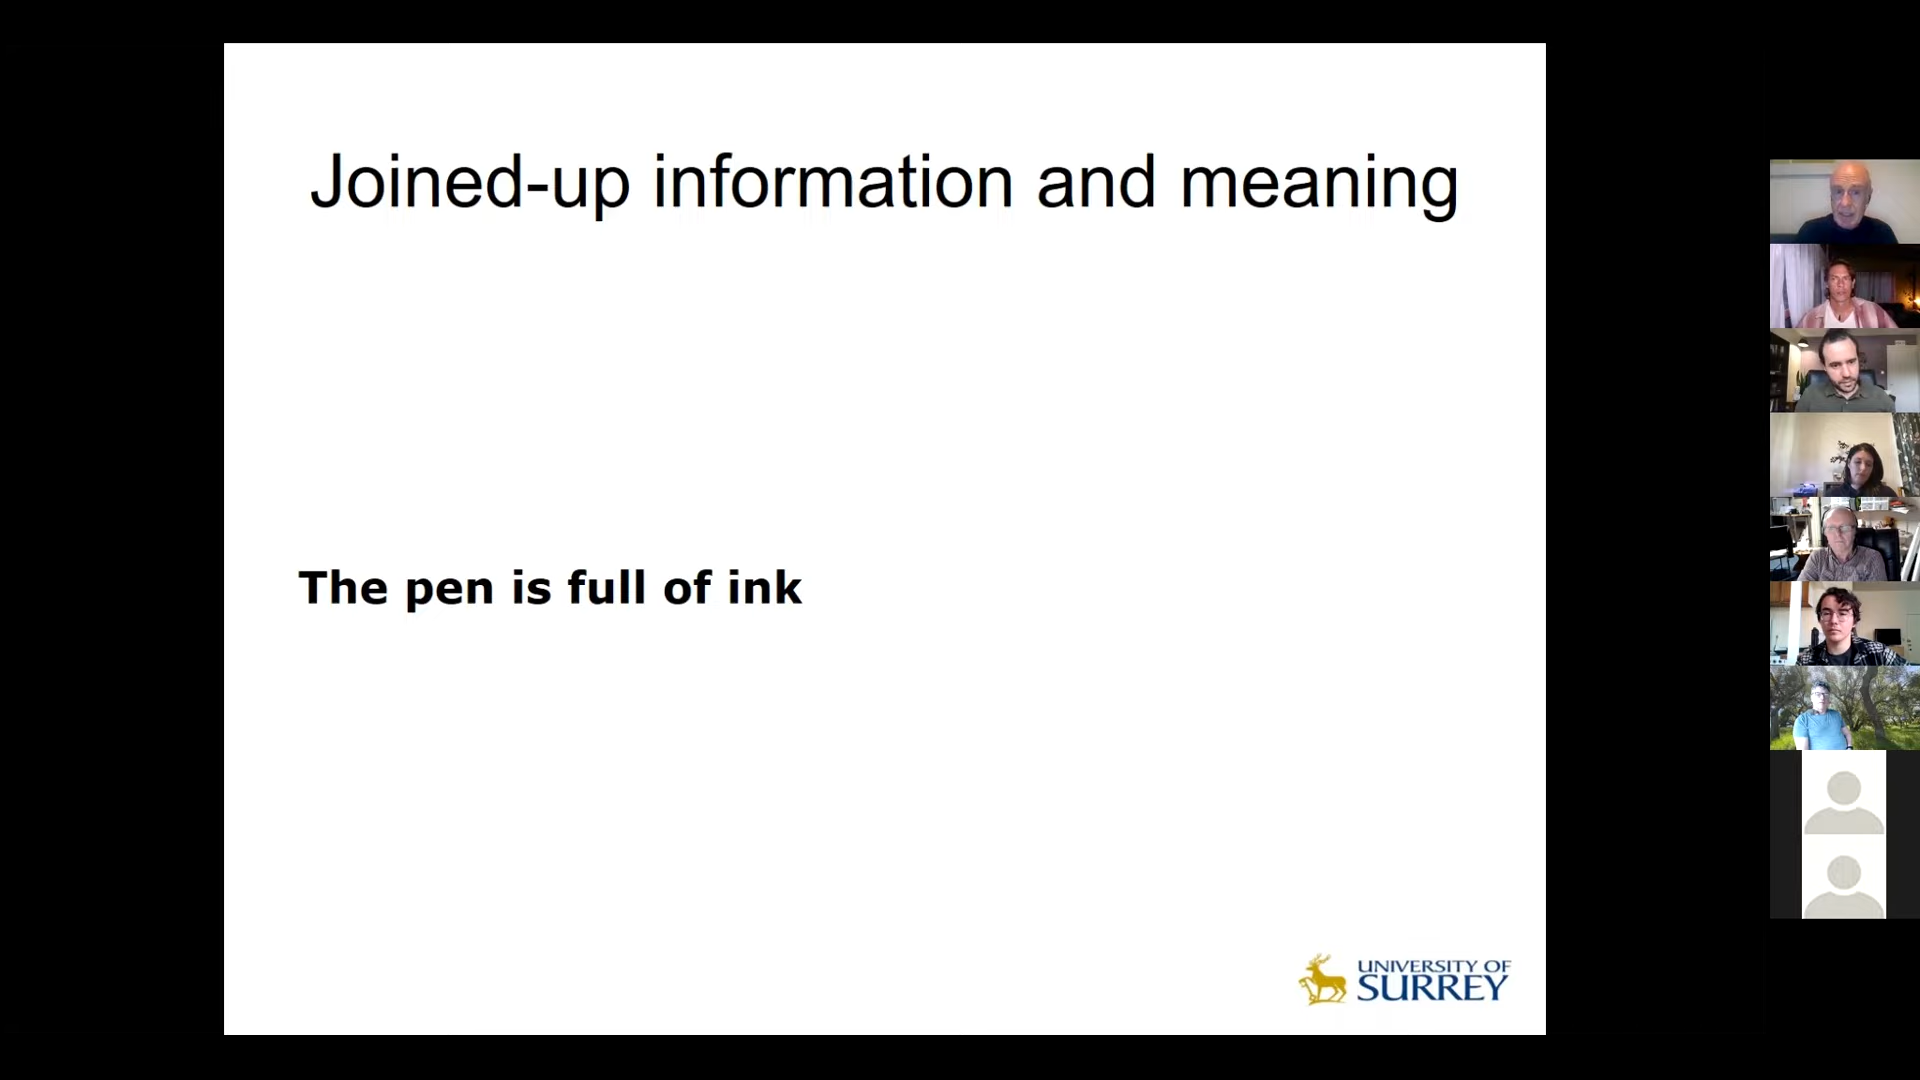 Joined-up information and meaning
The pen is full of ink
UNIVERSITY OF
SURREY